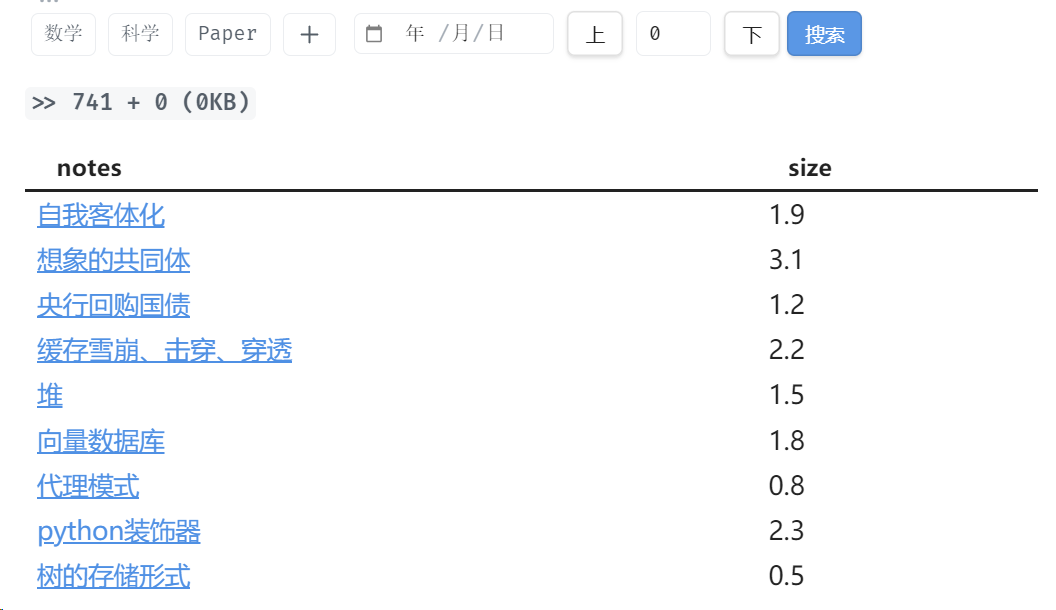 数学 科学 Paper + 年 /月/日 上 0 下 搜索
>> 741 + 0 (0KB)
notes size
自我客体化 1.9
想象的共同体 3.1
央行回购国债 1.2
缓存雪崩、击穿、穿透 2.2
堆 1.5
向量数据库 1.8
代理模式 0.8
python装饰器 2.3
树的存储形式 0.5